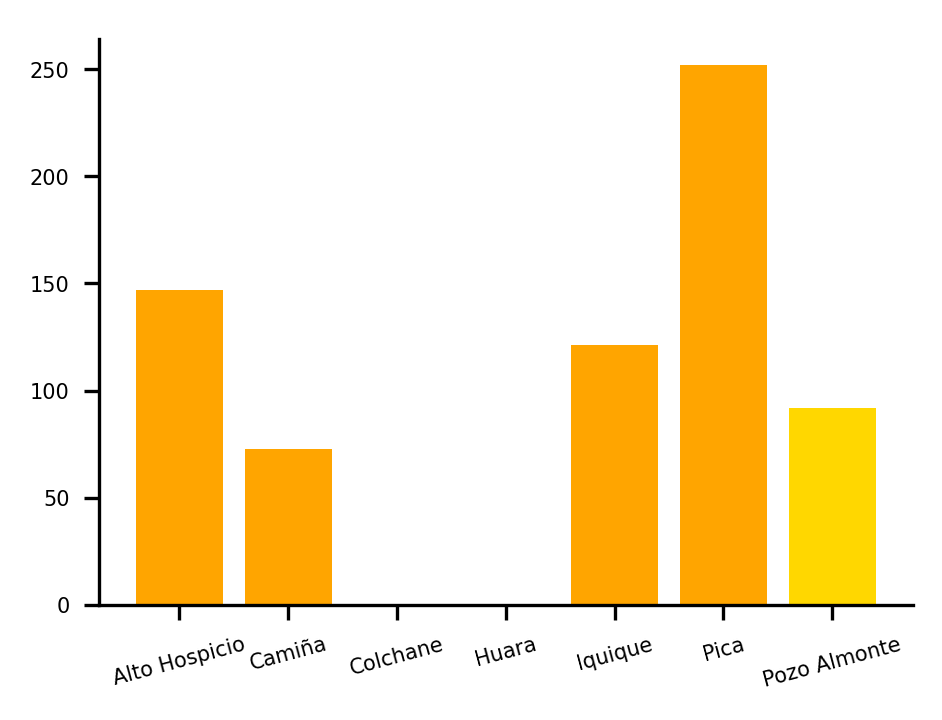 250
200
150
100
50
0
Alto Hospicio
Camiña
Colchane
Huara
Iquique
Pica
Pozo Almonte